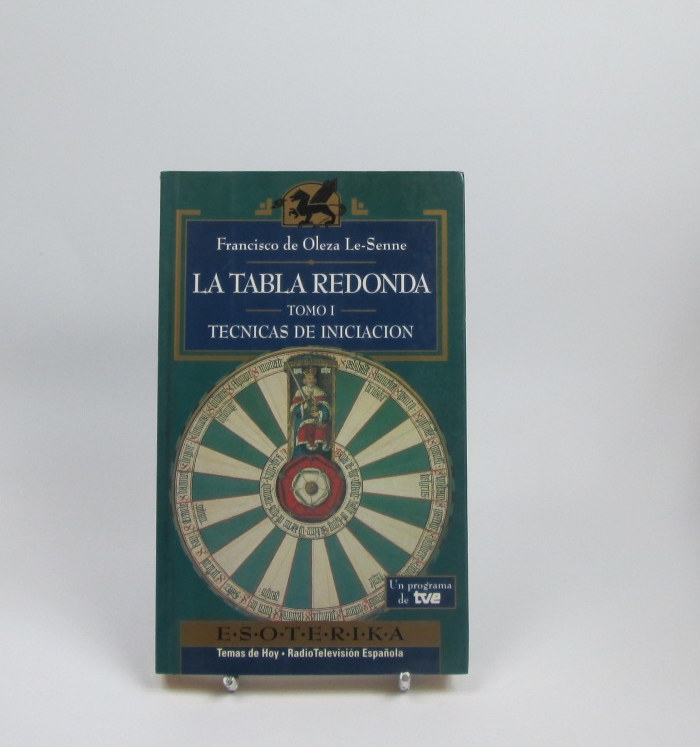 Francisco de Oleza Le-Senne
LA TABLA REDONDA
TOMO I
TECNICAS DE INICIACION
Un programa
de tve
E·S·O·T·E·R·I·K·A
Temas de Hoy • RadioTelevisión Española